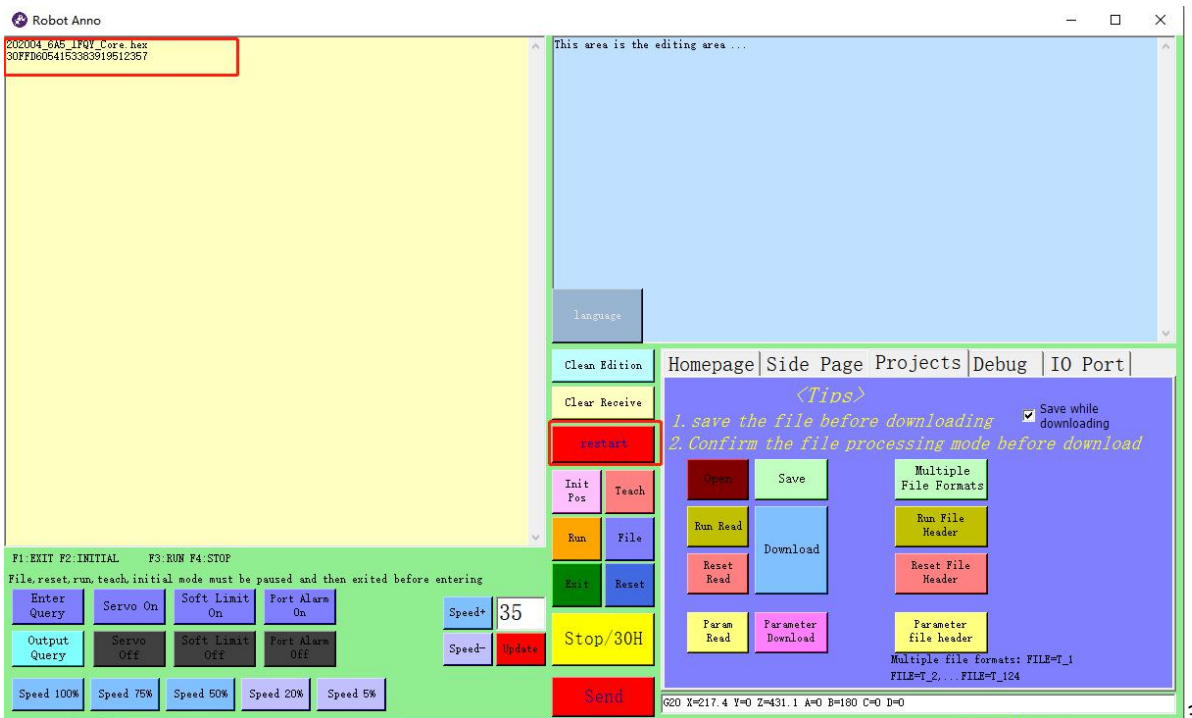 Robot Anno
202004_6A5_1FQY_Core.hex
30FFD6054153383919512357
This area is the editing area ...
language
Clean Edition
Clear Receive
restart
Init Pos
Teach
Run
File
Exit
Reset
Stop/30H
Send
Homepage
Side Page
Projects
Debug
IO Port
<Tips>
1. save the file before downloading
2. Confirm the file processing mode before download
Save while
downloading
Open
Save
Multiple
File Formats
Run Read
Download
Run File
Header
Reset
Read
Reset File
Header
Param
Read
Parameter
Download
Parameter
file header
Multiple file formats: FILE=T_1
FILE=T_2,...FILE=T_124
G20 X=217.4 Y=0 Z=431.1 A=0 B=180 C=0 D=0
F1:EXIT F2:INITIAL F3:RUN F4:STOP
File,reset,run,teach,initial mode must be paused and then exited before entering
Enter
Query
Servo On
Soft Limit
On
Port Alarm
On
Speed+
35
Output
Query
Servo
Off
Soft Limit
Off
Port Alarm
Off
Speed-
Update
Speed 100%
Speed 75%
Speed 50%
Speed 20%
Speed 5%